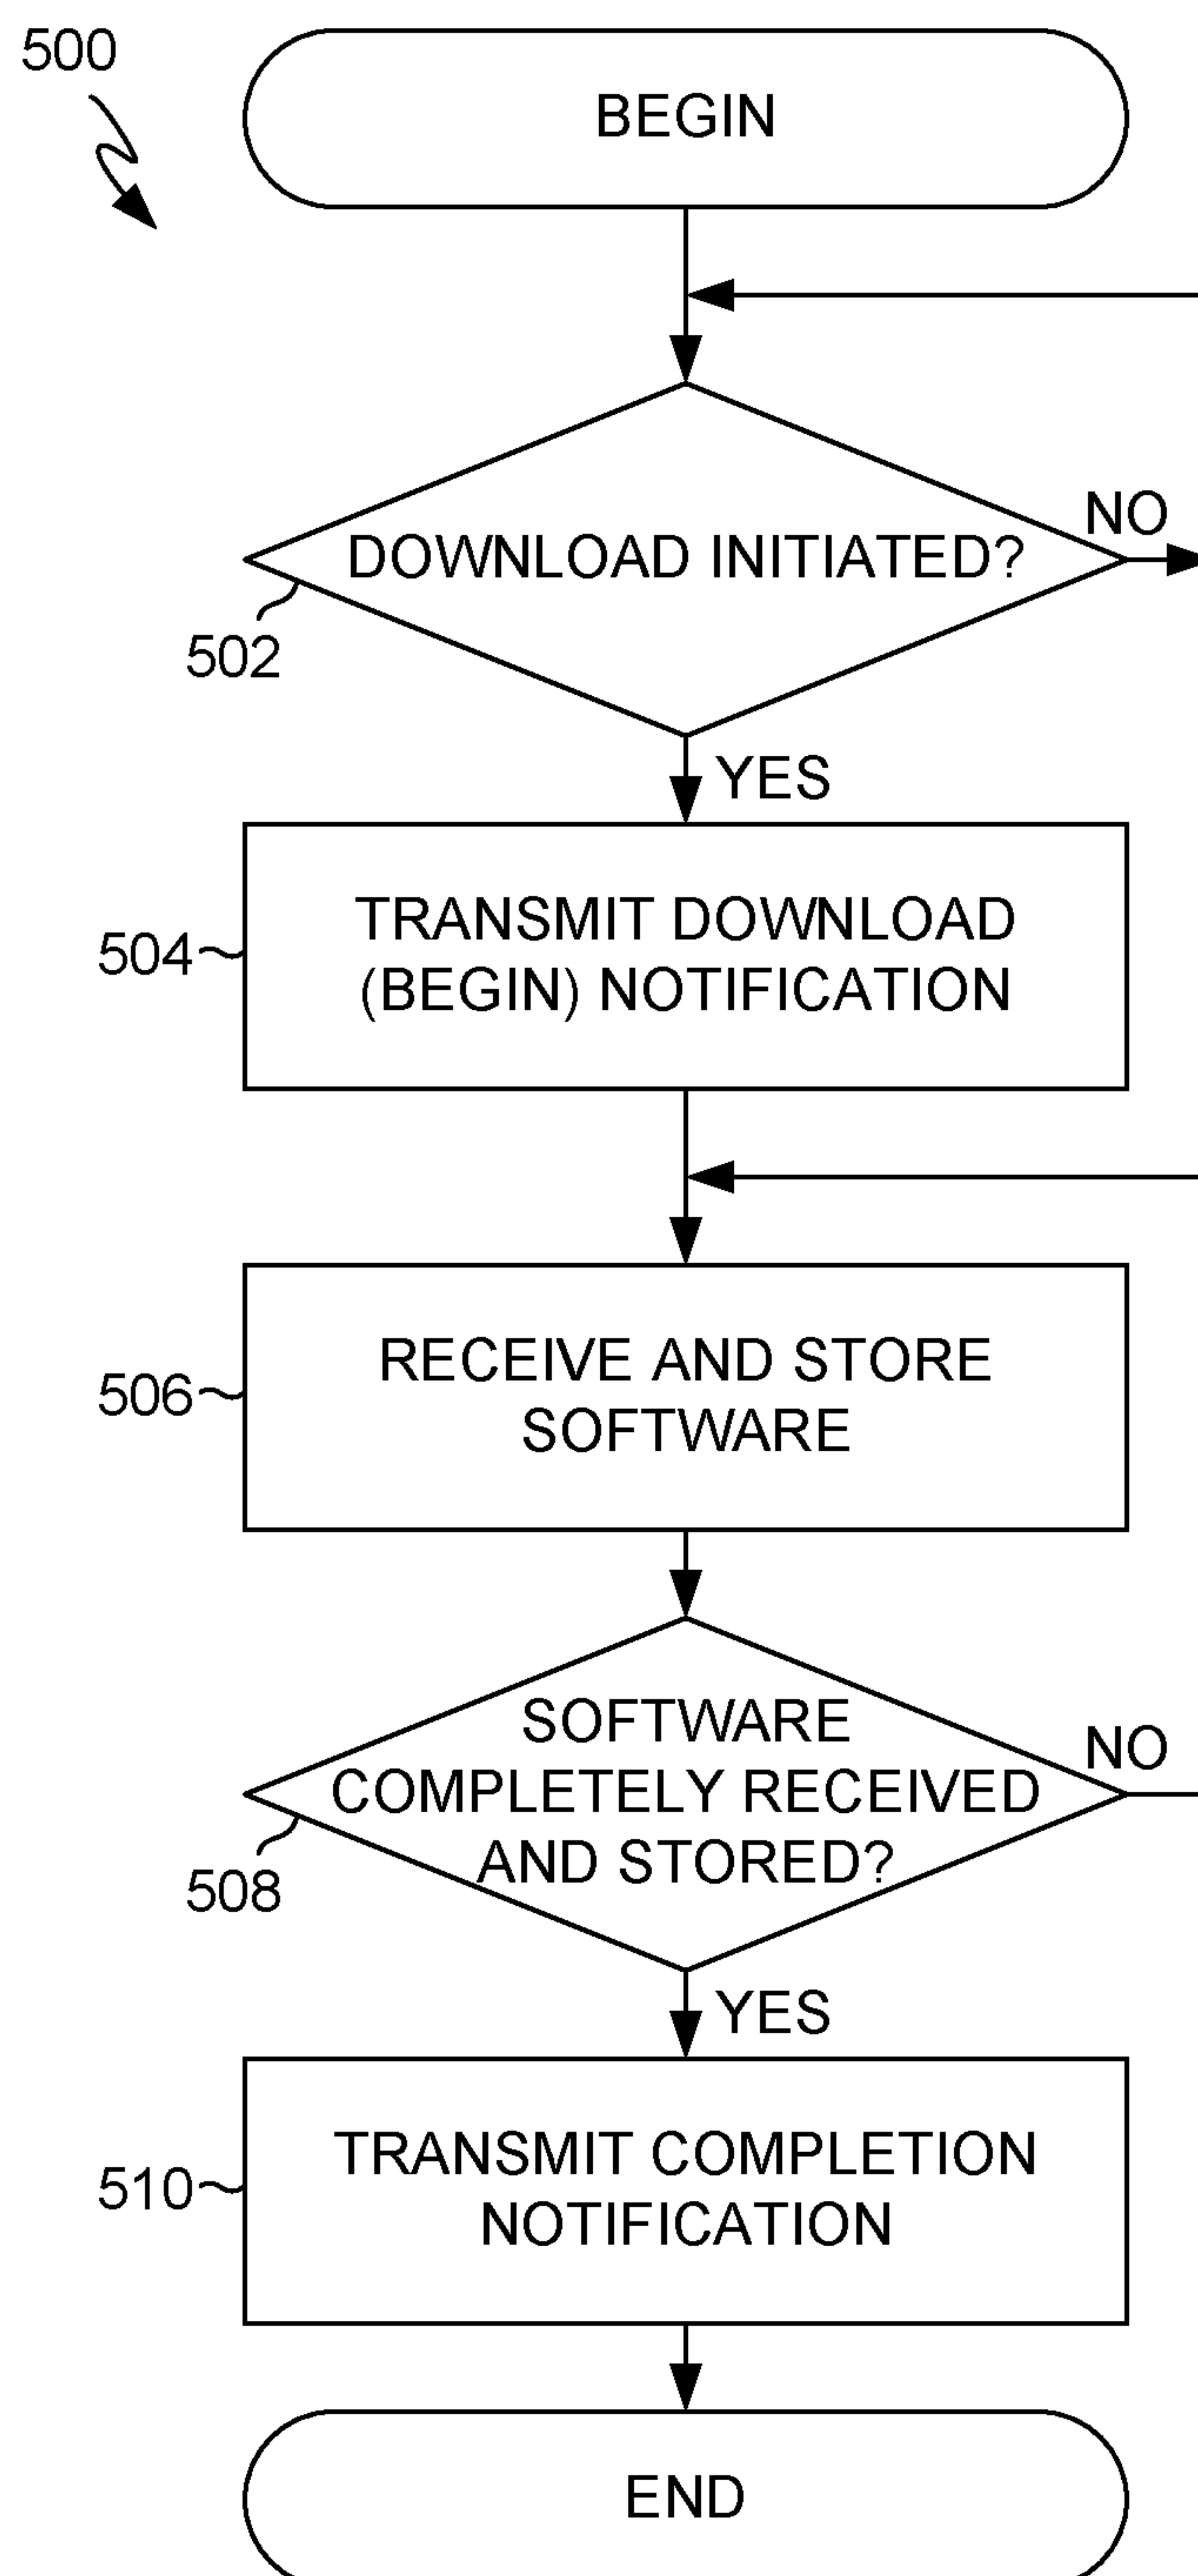 500
BEGIN
DOWNLOAD INITIATED?
NO
502
YES
TRANSMIT DOWNLOAD
(BEGIN) NOTIFICATION
504
RECEIVE AND STORE
SOFTWARE
506
SOFTWARE
COMPLETELY RECEIVED
AND STORED?
NO
508
YES
TRANSMIT COMPLETION
NOTIFICATION
510
END